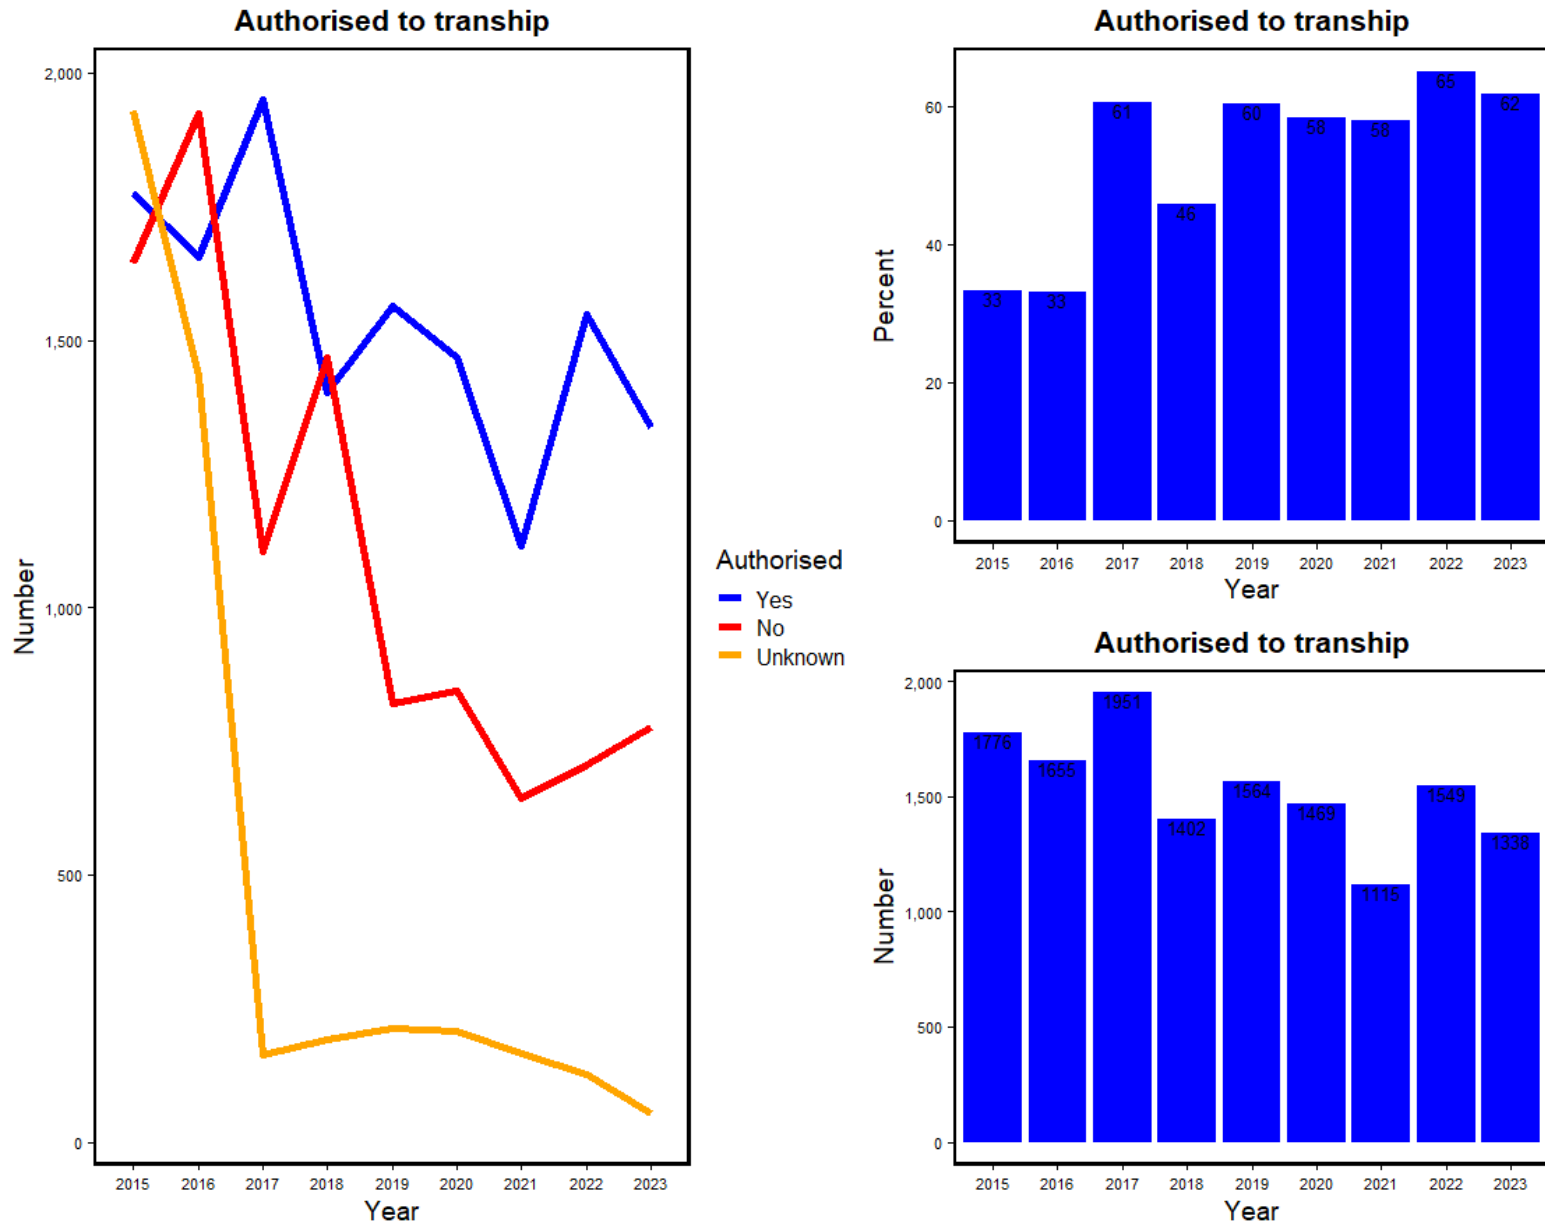 Authorised to tranship
2,000
1,500
1,000
500
0
Number
2015 2016 2017 2018 2019 2020 2021 2022 2023
Year
Authorised
Yes
No
Unknown
Authorised to tranship
60
40
20
0
Percent
33 33 61 46 60 58 58 65 62
2015 2016 2017 2018 2019 2020 2021 2022 2023
Year
Authorised to tranship
2,000
1,500
1,000
500
0
Number
1776 1655 1951 1402 1564 1469 1115 1549 1338
2015 2016 2017 2018 2019 2020 2021 2022 2023
Year